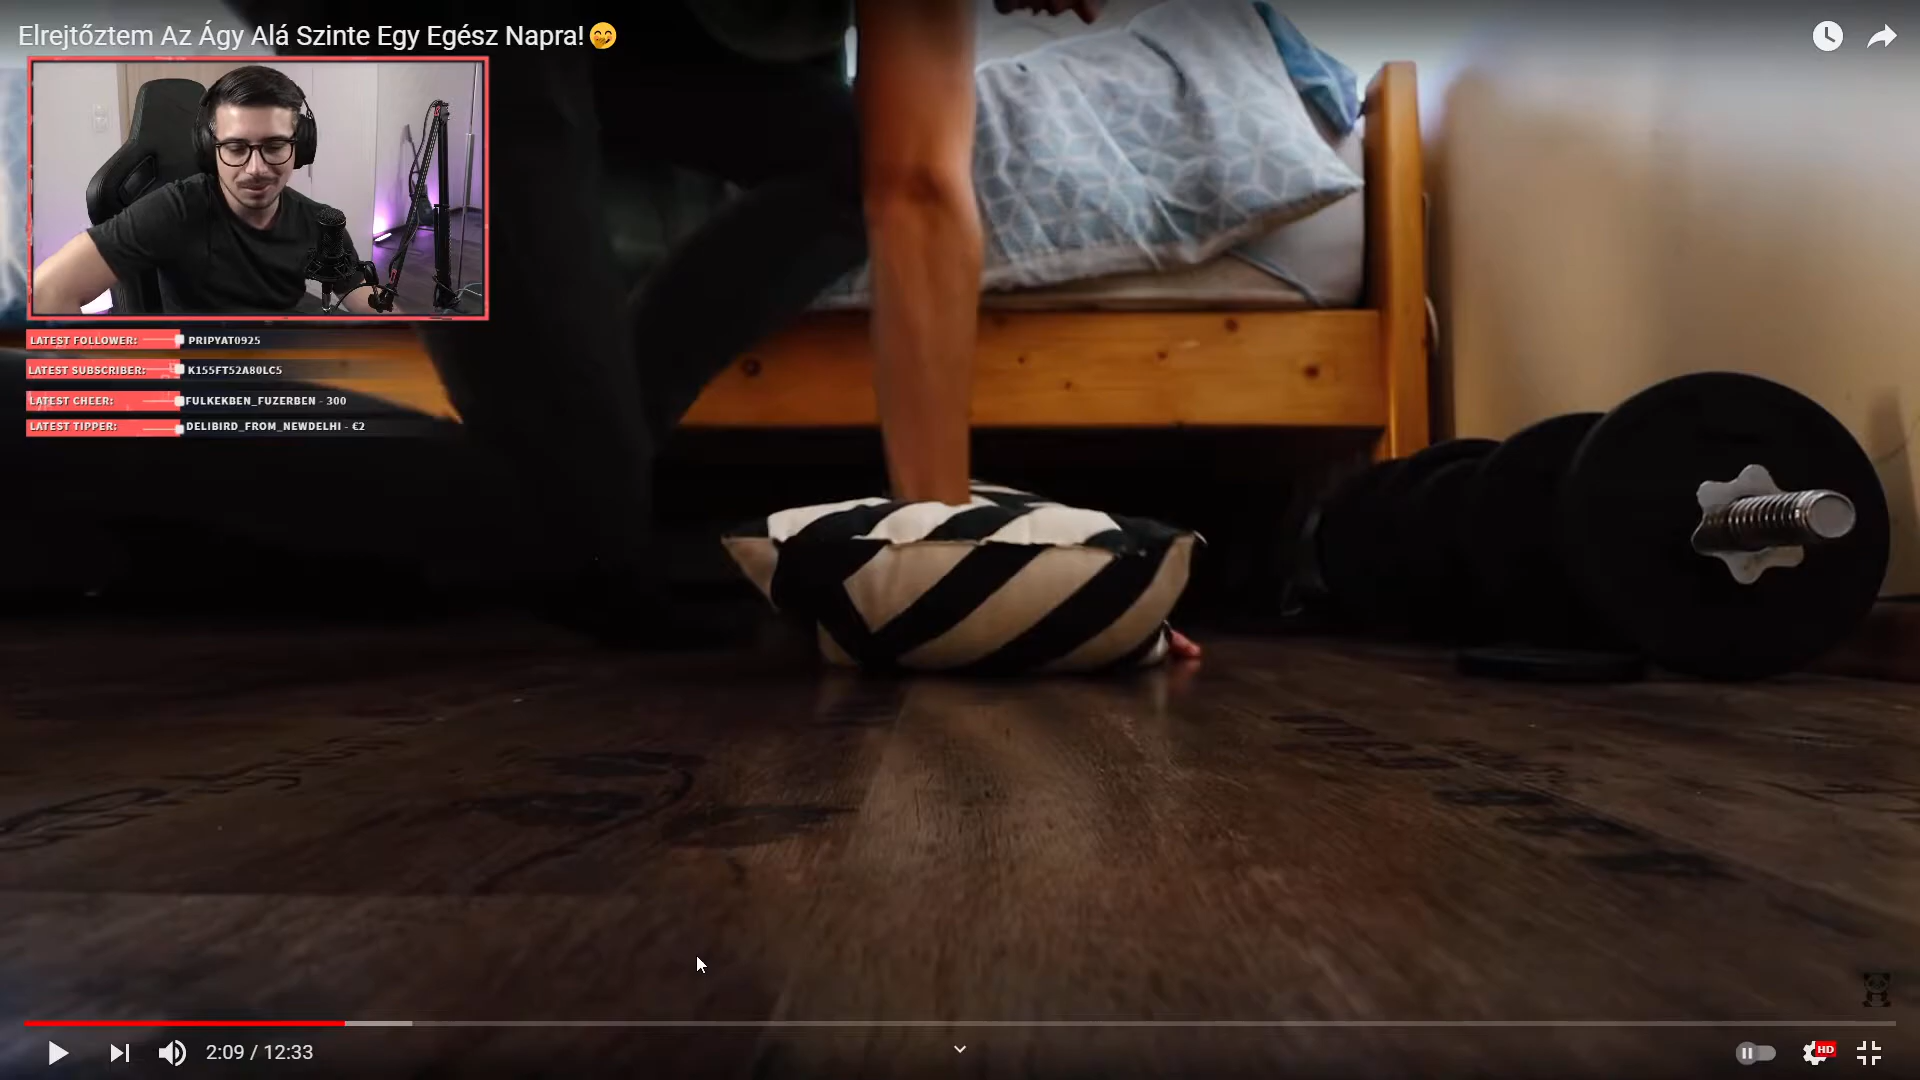 Elrejtőztem Az Ágy Alá Szinte Egy Egész Napra!🤭
LATEST FOLLOWER: PRIPYAT0925
LATEST SUBSCRIBER: K155FT52A80LC5
LATEST CHEER: FULKEKBEN_FUZERBEN - 300
LATEST TIPPER: DELIBIRD_FROM_NEWDELHI - €2
2:09 / 12:33
HD